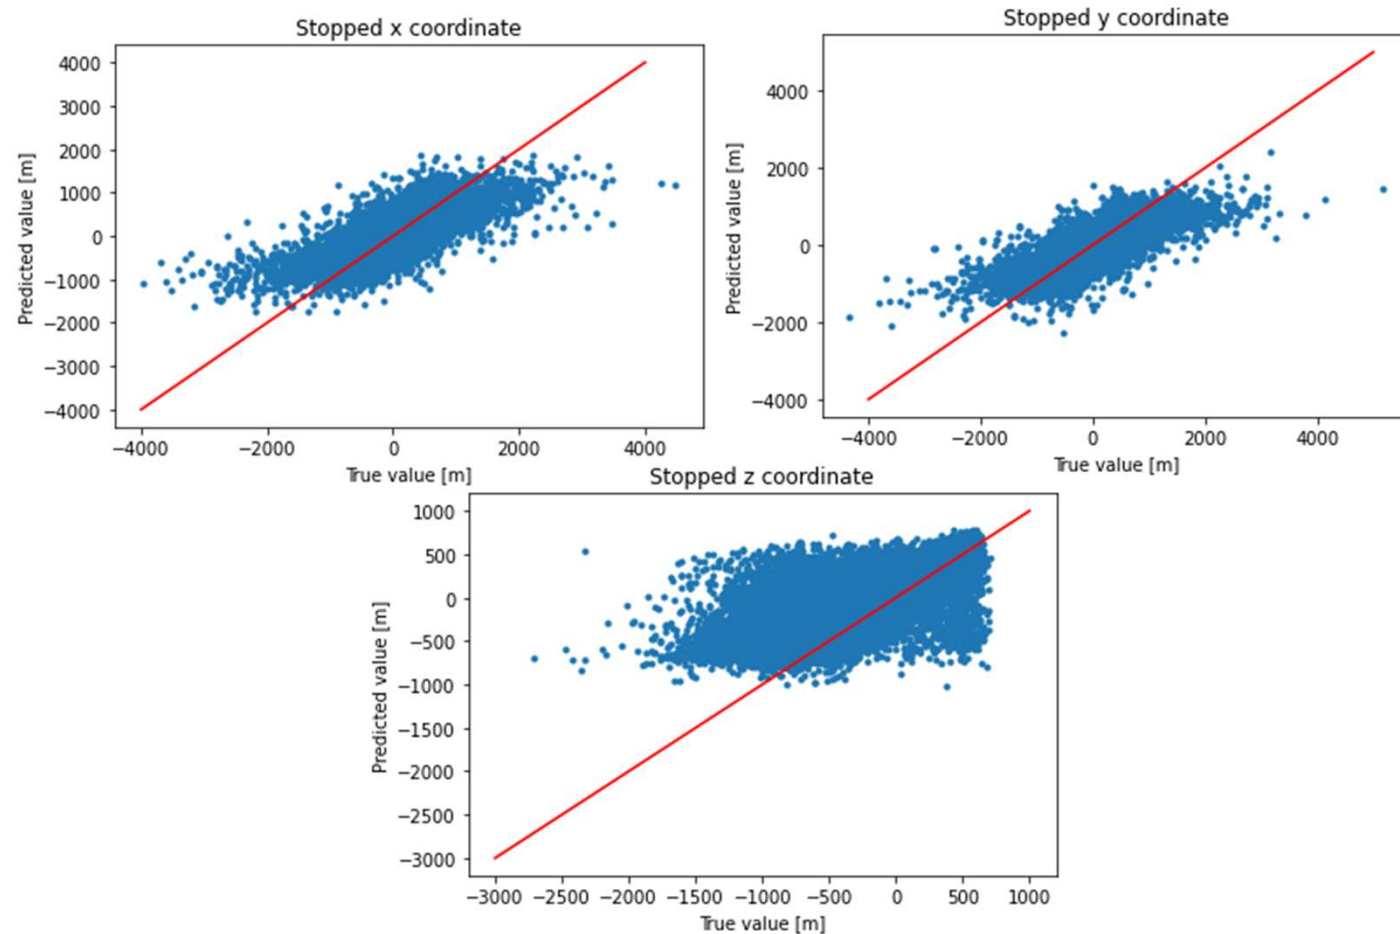 Stopped x coordinate
4000
3000
2000
1000
0
−1000
−2000
−3000
−4000
Predicted value [m]
−4000 −2000 0 2000 4000
True value [m]
Stopped y coordinate
4000
2000
0
−2000
−4000
Predicted value [m]
−4000 −2000 0 2000 4000
True value [m]
Stopped z coordinate
1000
500
0
−500
−1000
−1500
−2000
−2500
−3000
Predicted value [m]
−3000 −2500 −2000 −1500 −1000 −500 0 500 1000
True value [m]